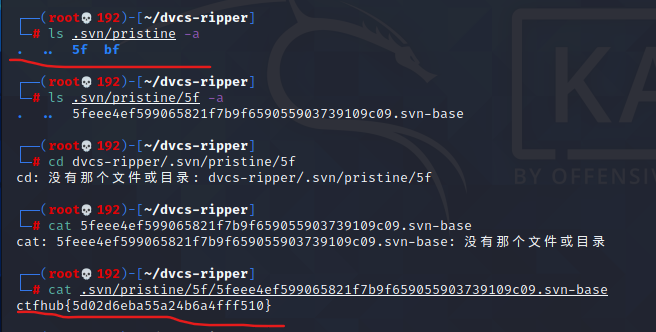 ┌──(root💀192)-[~/dvcs-ripper]
└─# ls .svn/pristine -a
.  ..  5f  bf
┌──(root💀192)-[~/dvcs-ripper]
└─# ls .svn/pristine/5f -a
.  ..  5feee4ef599065821f7b9f659055903739109c09.svn-base
┌──(root💀192)-[~/dvcs-ripper]
└─# cd dvcs-ripper/.svn/pristine/5f
cd: 没有那个文件或目录: dvcs-ripper/.svn/pristine/5f
┌──(root💀192)-[~/dvcs-ripper]
└─# cat 5feee4ef599065821f7b9f659055903739109c09.svn-base
cat: 5feee4ef599065821f7b9f659055903739109c09.svn-base: 没有那个文件或目录
┌──(root💀192)-[~/dvcs-ripper]
└─# cat .svn/pristine/5f/5feee4ef599065821f7b9f659055903739109c09.svn-base
ctfhub{5d02d6eba55a24b6a4fff510}
KA
BY OFFENSIV